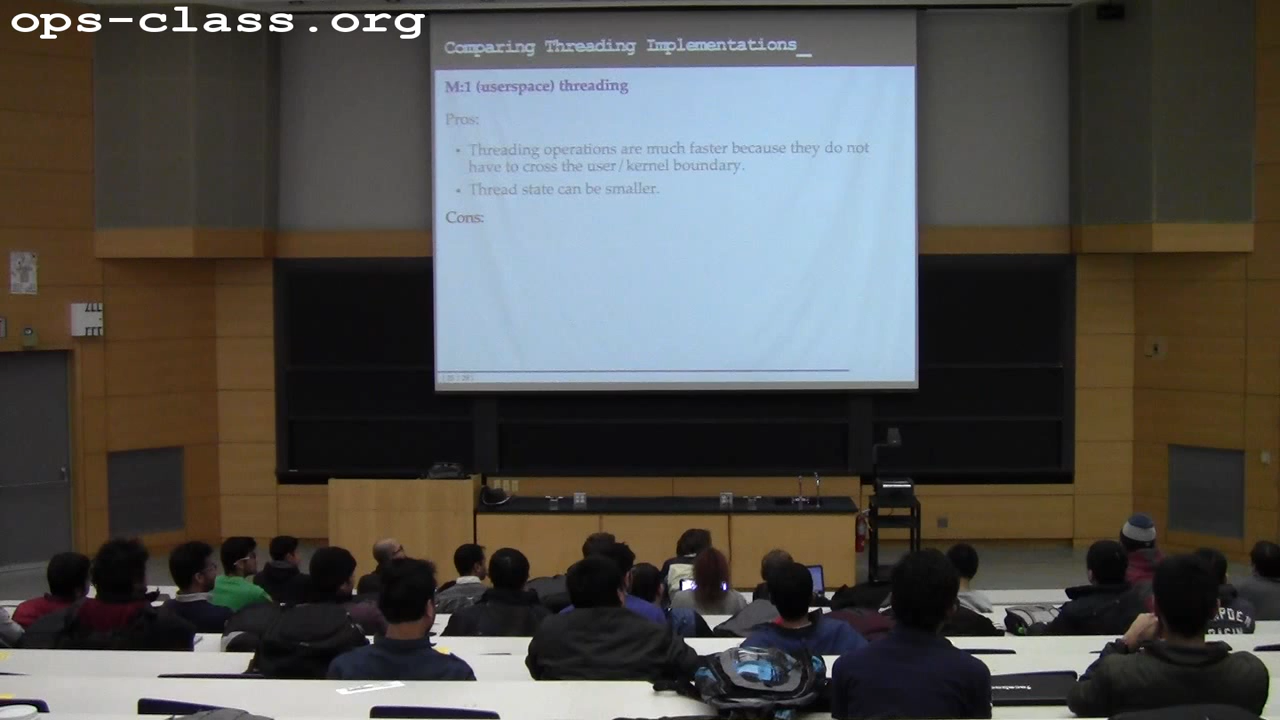 ops-class.org
Comparing Threading Implementations_
M:1 (userspace) threading
Pros:
• Threading operations are much faster because they do not
have to cross the user/kernel boundary.
• Thread state can be smaller.
Cons: